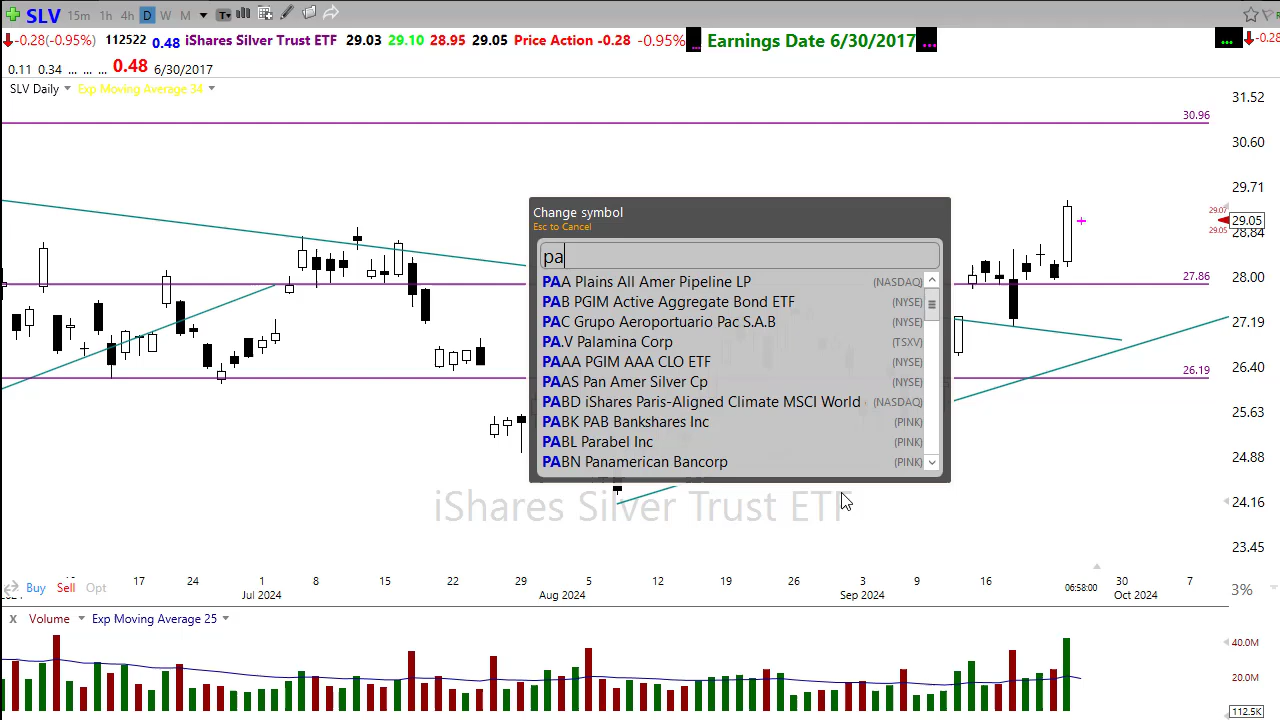 SLV 15m 1h 4h D W M T
-0.28(-0.95%) 112522 0.48 iShares Silver Trust ETF 29.03 29.10 28.95 29.05 Price Action -0.28 -0.95% ... Earnings Date 6/30/2017 ... ... -0.28
0.11 0.34 ... ... ... 0.48 6/30/2017
SLV Daily Exp Moving Average 34
31.52
30.96
30.60
29.71
29.07
29.05
29.05
28.84
27.86
28.00
27.19
26.19
26.40
25.63
24.88
24.16
23.45
Change symbol
Esc to Cancel
pa
PAA Plains All Amer Pipeline LP (NASDAQ)
PAB PGIM Active Aggregate Bond ETF (NYSE)
PAC Grupo Aeroportuario Pac S.A.B (NYSE)
PA.V Palamina Corp (TSXV)
PAAA PGIM AAA CLO ETF (NYSE)
PAAS Pan Amer Silver Cp (NYSE)
PABD iShares Paris-Aligned Climate MSCI World (NASDAQ)
PABK PAB Bankshares Inc (PINK)
PABL Parabel Inc (PINK)
PABN Panamerican Bancorp (PINK)
iShares Silver Trust ETF
Buy Sell Opt
17 24 1 8 15 22 29 5 12 19 26 3 9 16 06:58:00 30 7 3%
Jul 2024 Aug 2024 Sep 2024 Oct 2024
X Volume Exp Moving Average 25
40.0M
20.0M
112.5K